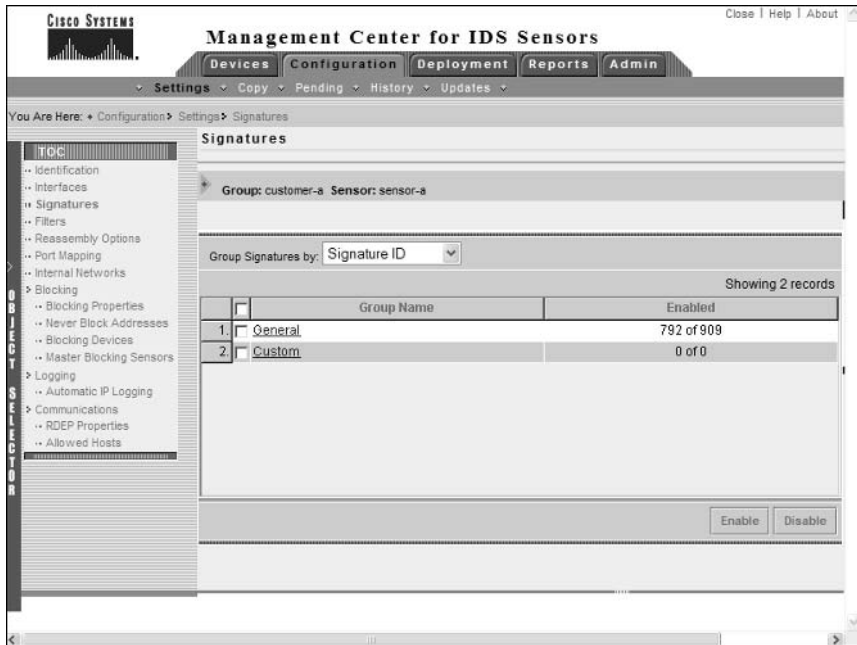 Close | Help | About
CISCO SYSTEMS
Management Center for IDS Sensors
Devices Configuration Deployment Reports Admin
Settings Copy Pending History Updates
You Are Here: Configuration Settings Signatures
Signatures
TOC
Identification
Interfaces
Signatures
Filters
Reassembly Options
Port Mapping
Internal Networks
Blocking
Blocking Properties
Never Block Addresses
Blocking Devices
Master Blocking Sensors
Logging
Automatic IP Logging
Communications
RDEP Properties
Allowed Hosts
OBJECT SELECTOR
Group: customer-a Sensor: sensor-a
Group Signatures by: Signature ID
Showing 2 records
Group Name Enabled
1. General 792 of 909
2. Custom 0 of 0
Enable Disable